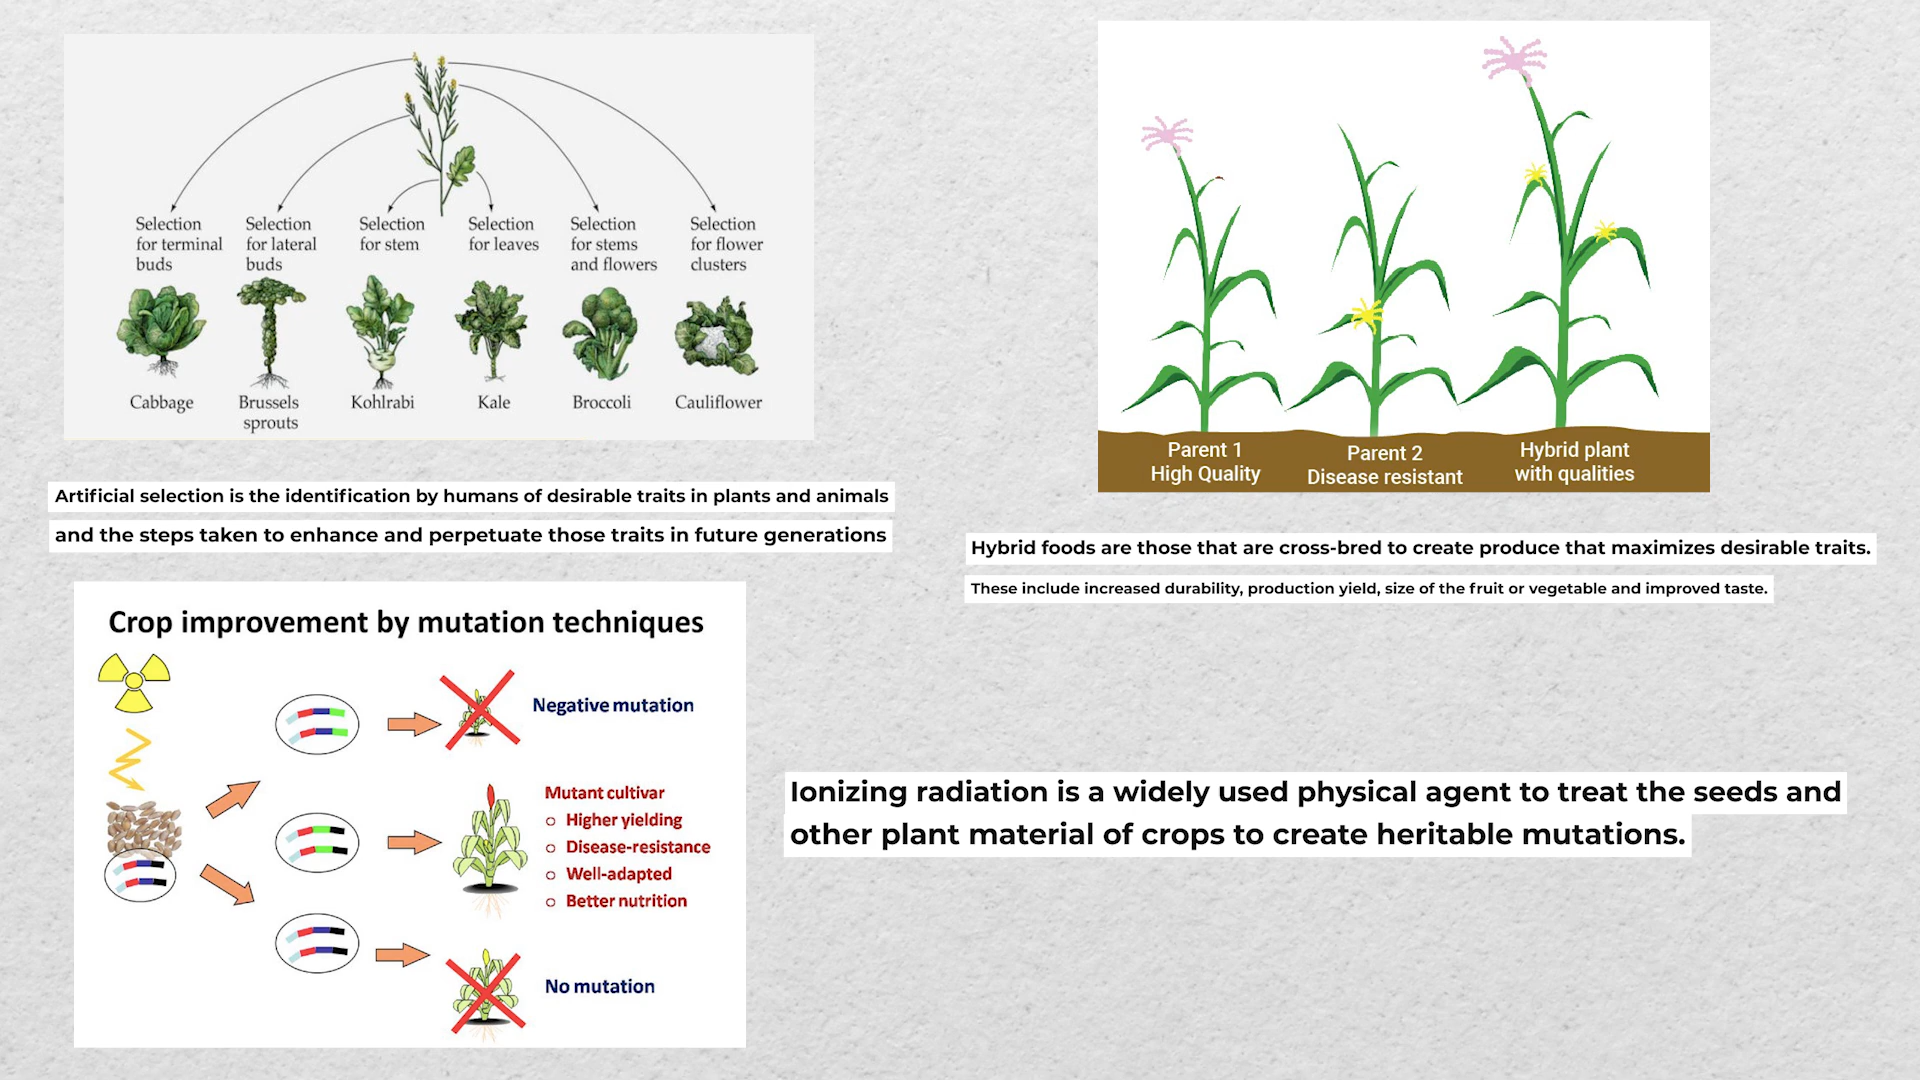 Selection
for terminal
buds
Selection
for lateral
buds
Selection
for stem
Selection
for leaves
Selection
for stems
and flowers
Selection
for flower
clusters
Cabbage
Brussels
sprouts
Kohlrabi
Kale
Broccoli
Cauliflower
Artificial selection is the identification by humans of desirable traits in plants and animals
and the steps taken to enhance and perpetuate those traits in future generations
Parent 1
High Quality
Parent 2
Disease resistant
Hybrid plant
with qualities
Hybrid foods are those that are cross-bred to create produce that maximizes desirable traits.
These include increased durability, production yield, size of the fruit or vegetable and improved taste.
Crop improvement by mutation techniques
Negative mutation
Mutant cultivar
o Higher yielding
o Disease-resistance
o Well-adapted
o Better nutrition
No mutation
Ionizing radiation is a widely used physical agent to treat the seeds and
other plant material of crops to create heritable mutations.